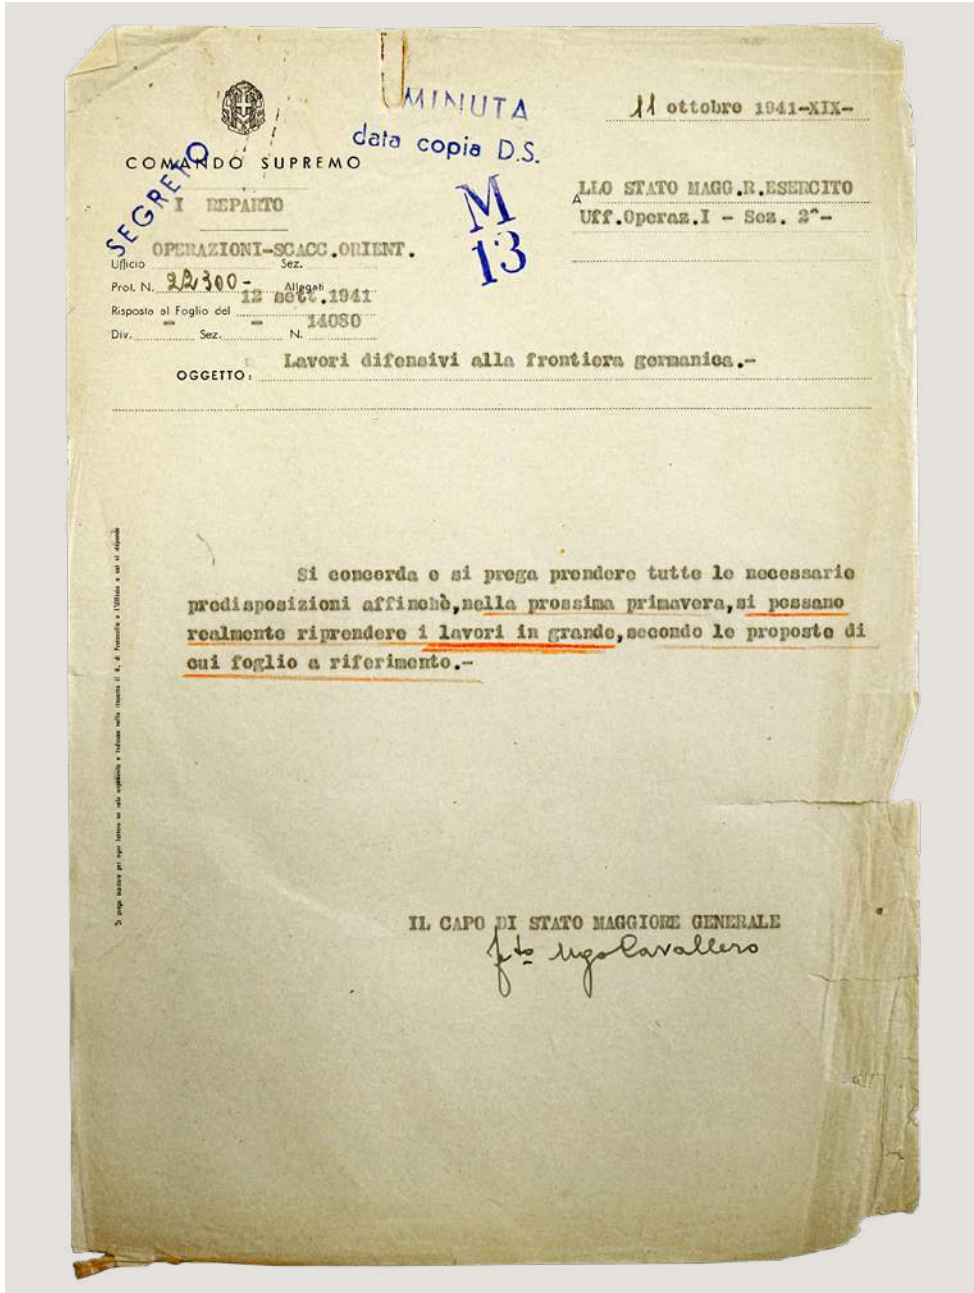 MINUTA
data copia D.S.
11 ottobre 1941-XIX-
COMANDO SUPREMO
SEGRETO
I REPARTO
M
13
ALLO STATO MAGG.R.ESERCITO
Uff.Operaz.I - Sez. 2^-
OPERAZIONI-SCACC.ORIENT.
Ufficio Sez.
Prot. N. 22300- Allegati
12 sett.1941
Risposta al Foglio del
Div. - Sez. - N. 14080
OGGETTO: Lavori difensivi alla frontiera germanica.-
Si concorda e si prega prendere tutte le necessarie
predisposizioni affinchè,nella prossima primavera,si possano
realmente riprendere i lavori in grande,secondo le proposte di
cui foglio a riferimento.-
IL CAPO DI STATO MAGGIORE GENERALE
fto Ugo Cavallero